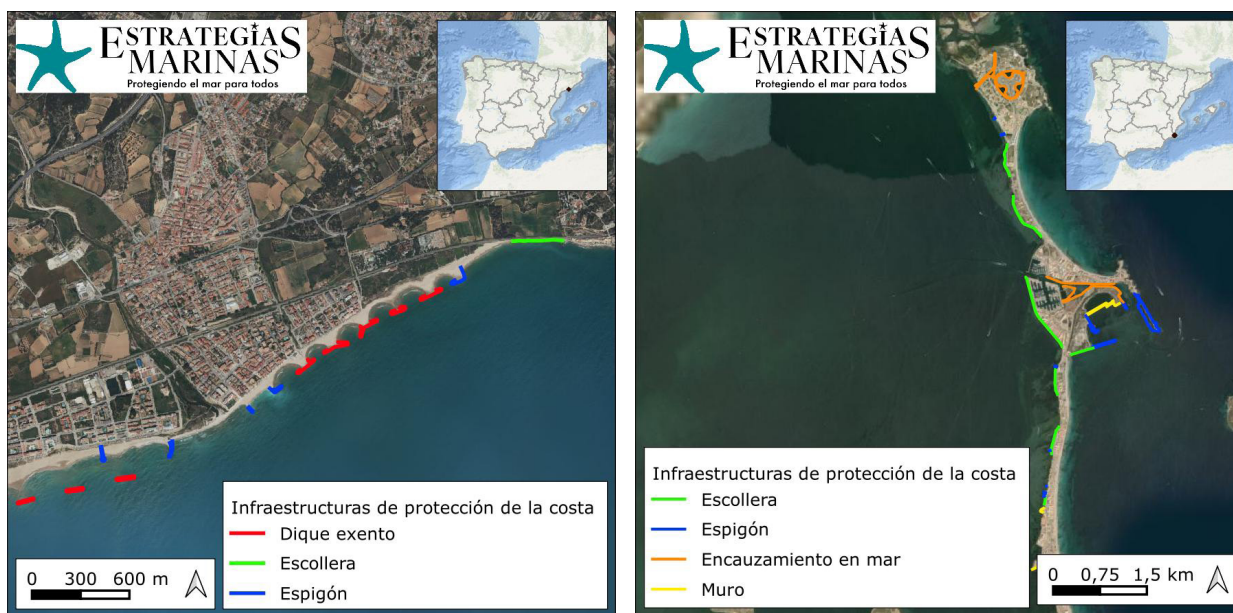 ESTRATEGIAS
MARINAS
Protegiendo el mar para todos
Infraestructuras de protección de la costa
Dique exento
Escollera
Espigón
0 300 600 m
ESTRATEGIAS
MARINAS
Protegiendo el mar para todos
Infraestructuras de protección de la costa
Escollera
Espigón
Encauzamiento en mar
Muro
0 0,75 1,5 km